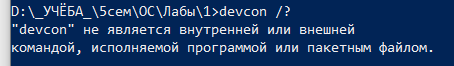 D:\_УЧЁБА_\5сем\ОС\Лабы\1>devcon /?
"devcon" не является внутренней или внешней
командой, исполняемой программой или пакетным файлом.